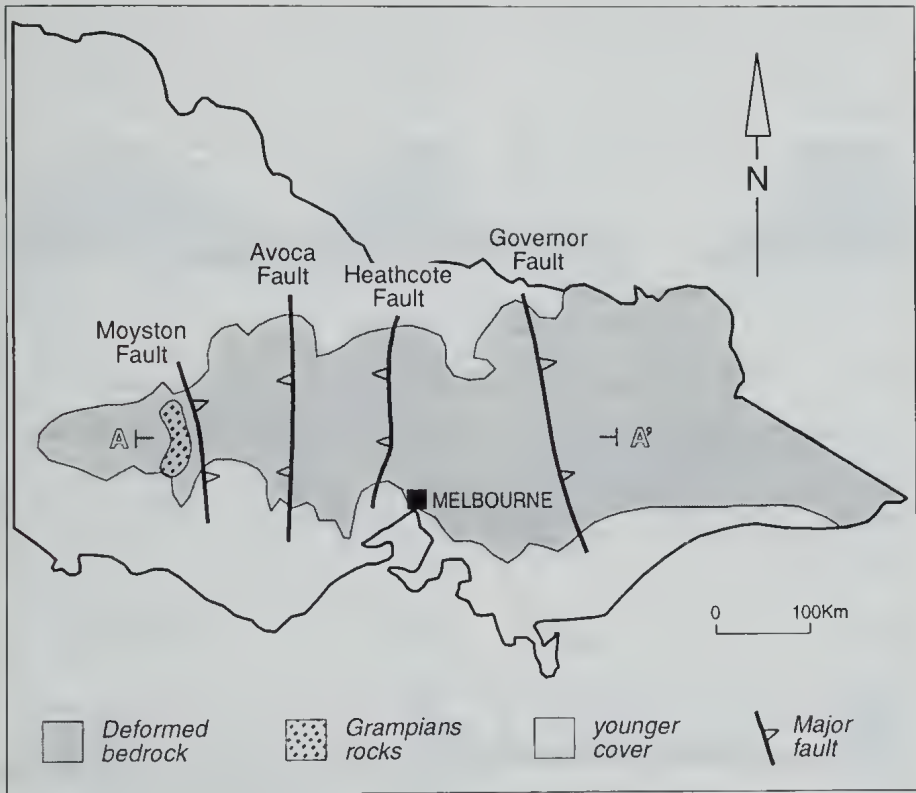 N
Governor
Fault
Avoca
Fault
Heathcote
Fault
Moyston
Fault
A
A'
MELBOURNE
0 100Km
Deformed
bedrock
Grampians
rocks
younger
cover
Major
fault